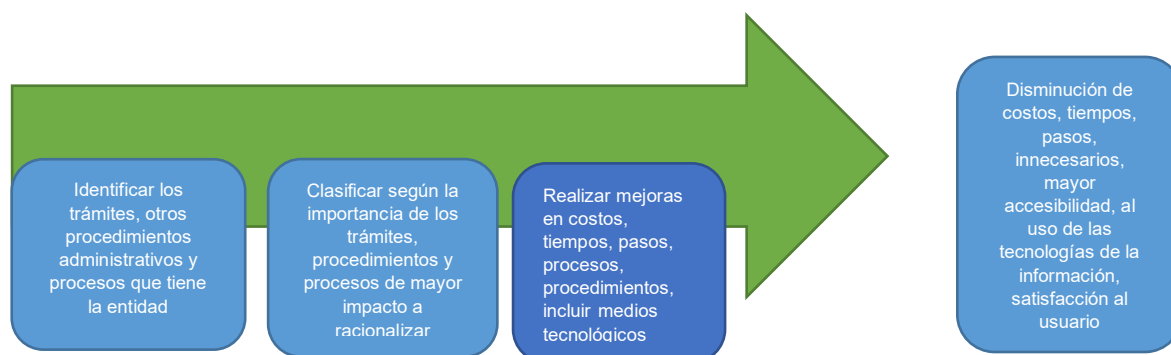 Identificar los
trámites, otros
procedimientos
administrativos y
procesos que tiene
la entidad
Clasificar según la
importancia de los
trámites,
procedimientos y
procesos de mayor
impacto a
racionalizar
Realizar mejoras
en costos,
tiempos, pasos,
procesos,
procedimientos,
incluir medios
tecnológicos
Disminución de
costos, tiempos,
pasos,
innecesarios,
mayor
accesibilidad, al
uso de las
tecnologías de la
información,
satisfacción al
usuario